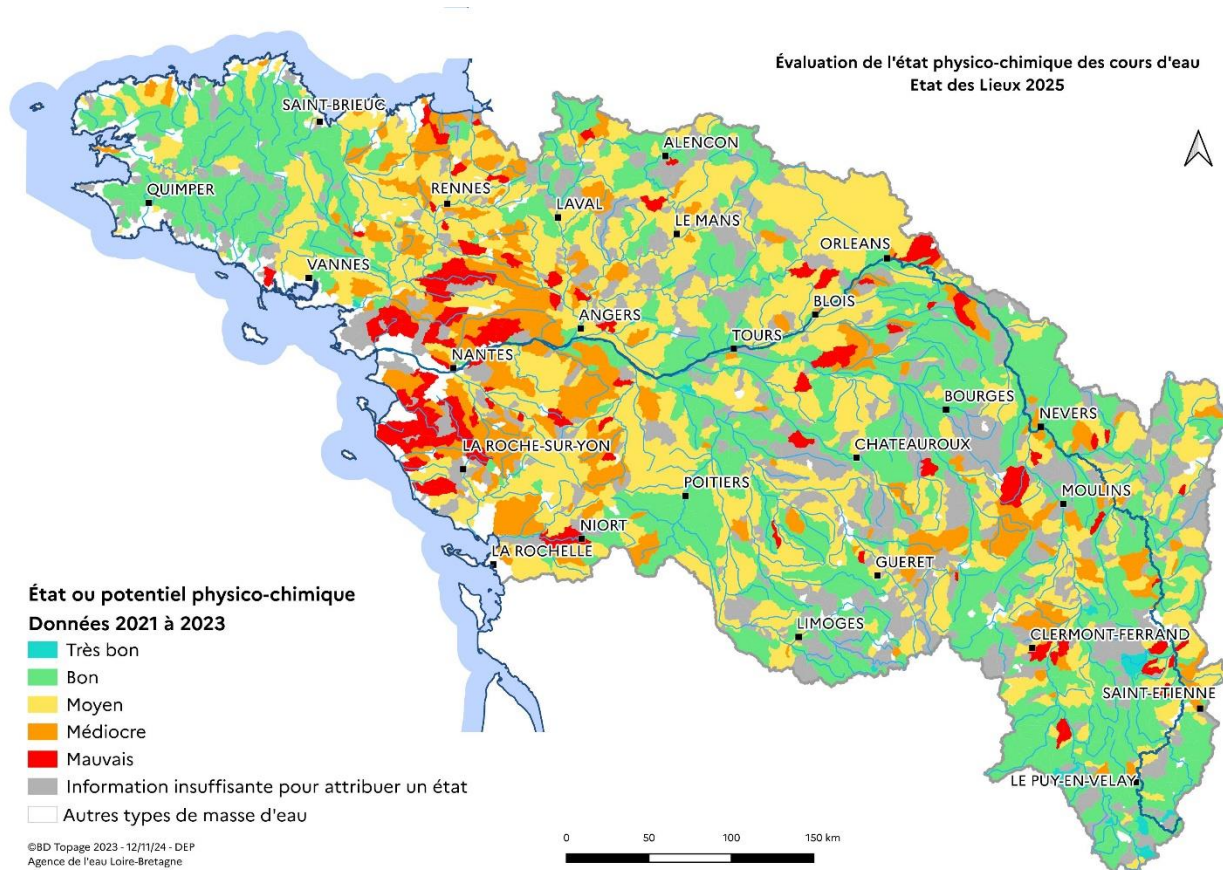 Évaluation de l'état physico-chimique des cours d'eau
Etat des Lieux 2025
SAINT-BRIEUC
ALENCON
QUIMPER
RENNES
LAVAL
LE MANS
ORLEANS
VANNES
BLOIS
ANGERS
TOURS
NANTES
BOURGES
NEVERS
LA ROCHE-SUR-YON
CHATEAUROUX
POITIERS
MOULINS
NIORT
LA ROCHELLE
GUERET
LIMOGES
CLERMONT-FERRAND
SAINT-ETIENNE
LE PUY-EN-VELAY
État ou potentiel physico-chimique
Données 2021 à 2023
Très bon
Bon
Moyen
Médiocre
Mauvais
Information insuffisante pour attribuer un état
Autres types de masse d'eau
©BD Topage 2023 - 12/11/24 - DEP
Agence de l'eau Loire-Bretagne
0 50 100 150 km